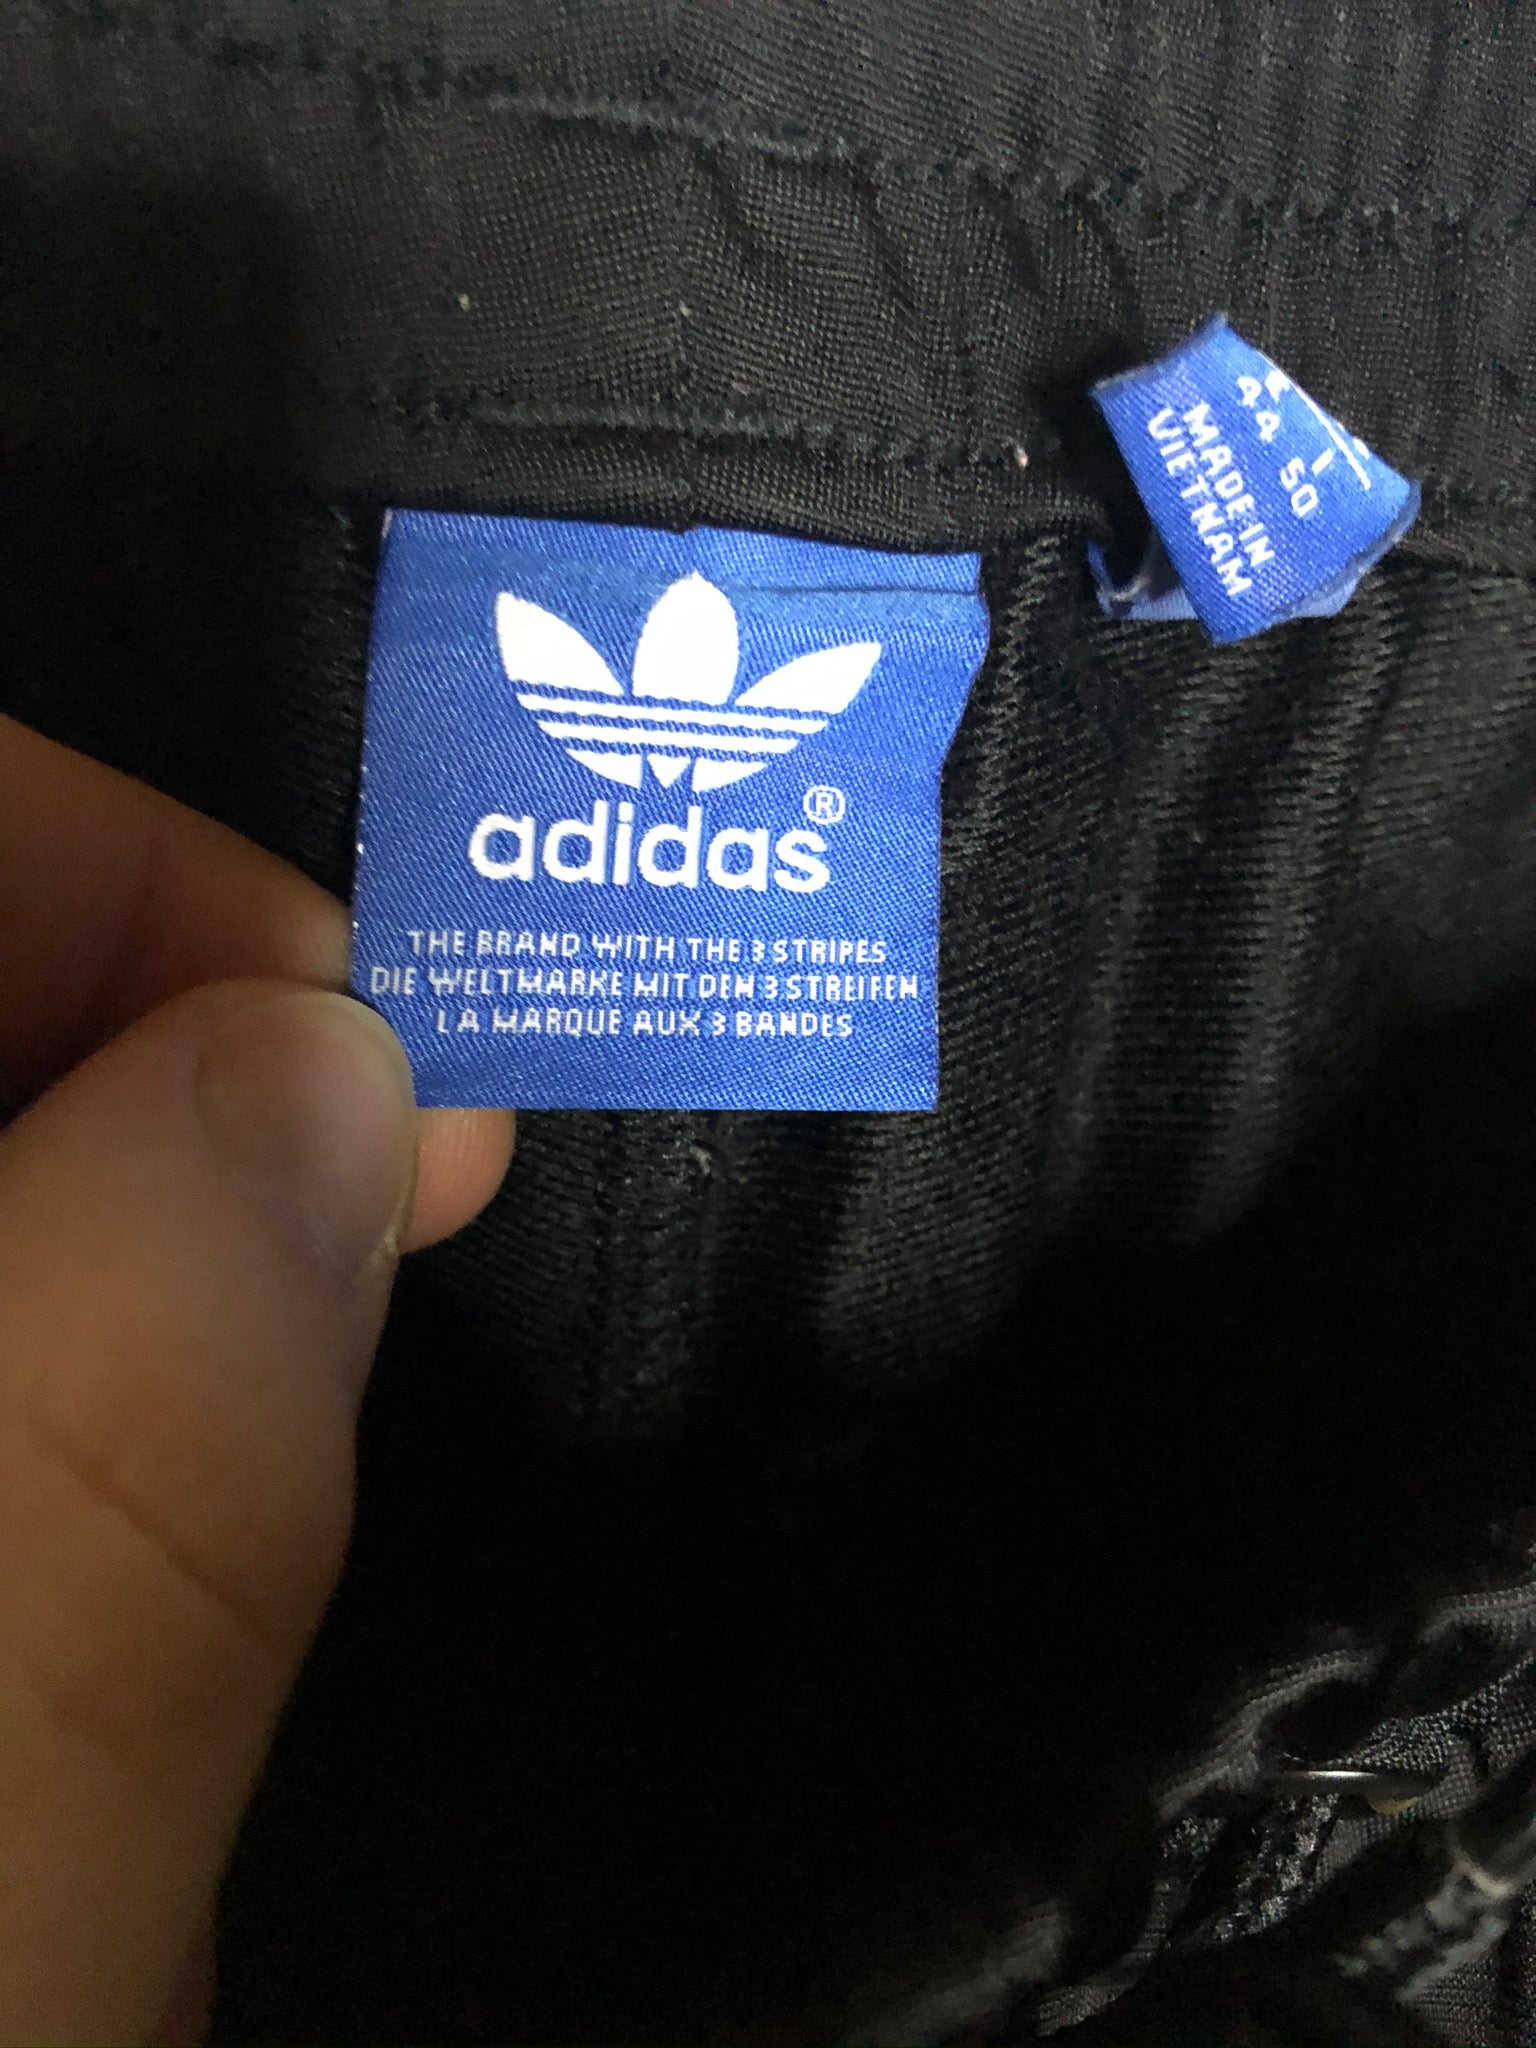 adidas®
THE BRAND WITH THE 3 STRIPES
DIE WELTMARKE MIT DEN 3 STREIFEN
LA MARQUE AUX 3 BANDES
44 50
MADE IN
VIETNAM